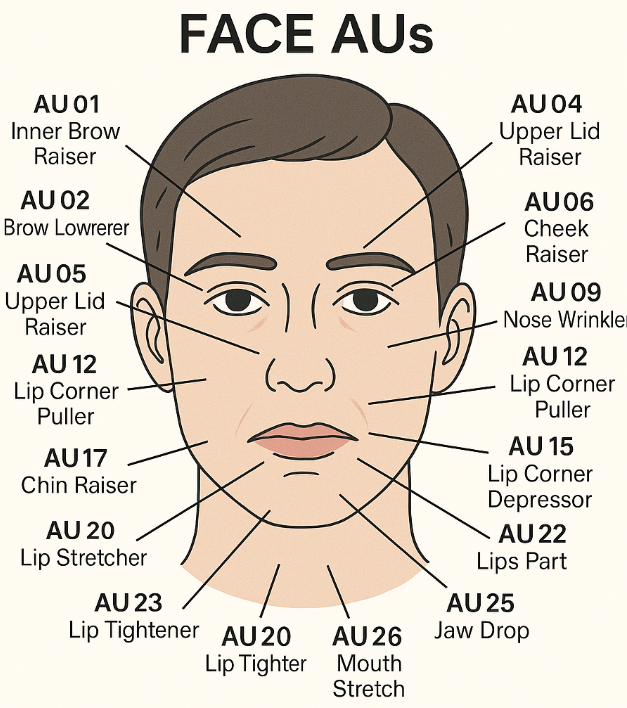 FACE AUs
AU 01
Inner Brow
Raiser
AU 02
Brow Lowrerer
AU 05
Upper Lid
Raiser
AU 12
Lip Corner
Puller
AU 17
Chin Raiser
AU 20
Lip Stretcher
AU 23
Lip Tightener
AU 20
Lip Tighter
AU 26
Mouth
Stretch
AU 04
Upper Lid
Raiser
AU 06
Cheek
Raiser
AU 09
Nose Wrinkler
AU 12
Lip Corner
Puller
AU 15
Lip Corner
Depressor
AU 22
Lips Part
AU 25
Jaw Drop